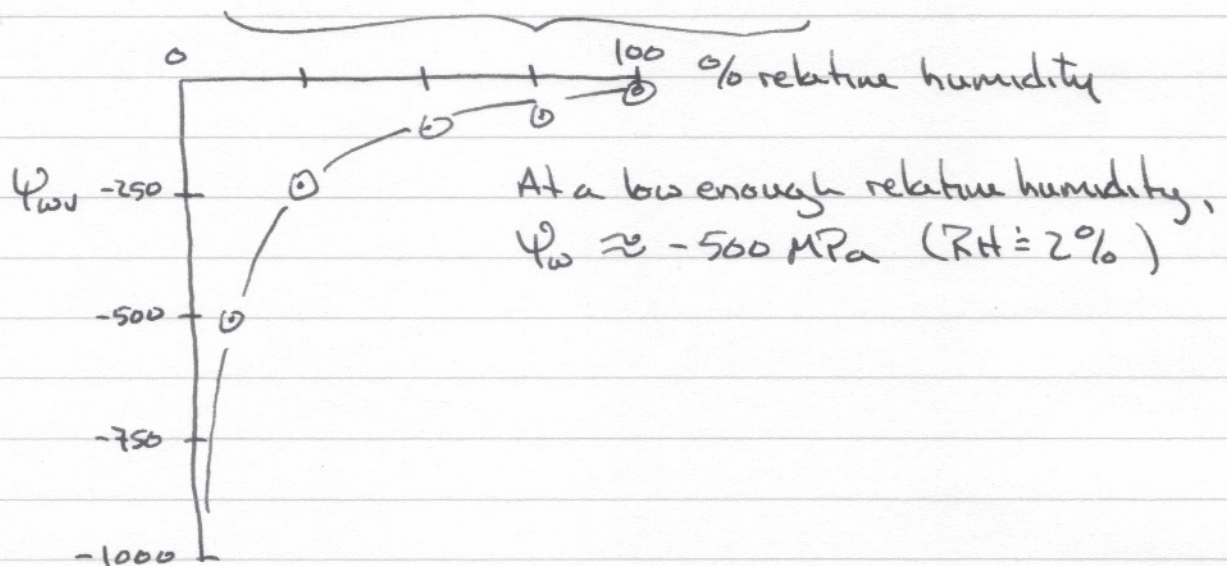 0 100 % relative humidity
Ψwv -250 At a low enough relative humidity,
Ψw ≈ -500 MPa (RH ≐ 2%)
-500
-750
-1000